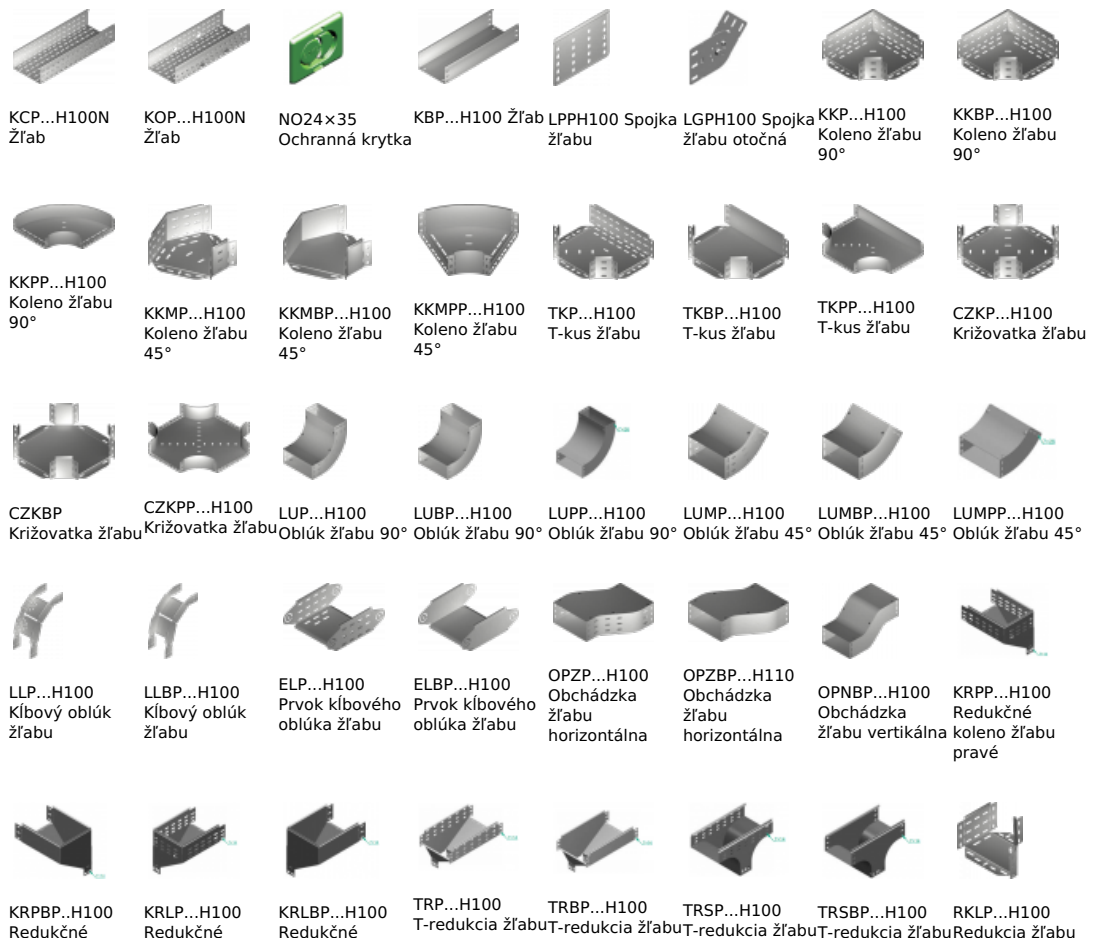 KCP...H100N
Žľab
KOP...H100N
Žľab
NO24×35
Ochranná krytka
KBP...H100 Žľab
LPPH100 Spojka
žľabu
LGPH100 Spojka
žľabu otočná
KKP...H100
Koleno žľabu
90°
KKBP...H100
Koleno žľabu
90°
KKPP...H100
Koleno žľabu
90°
KKMP...H100
Koleno žľabu
45°
KKMBP...H100
Koleno žľabu
45°
KKMPP...H100
Koleno žľabu
45°
TKP...H100
T-kus žľabu
TKBP...H100
T-kus žľabu
TKPP...H100
T-kus žľabu
CZKP...H100
Križovatka žľabu
CZKBP
Križovatka žľabu
CZKPP...H100
Križovatka žľabu
LUP...H100
Oblúk žľabu 90°
LUBP...H100
Oblúk žľabu 90°
LUPP...H100
Oblúk žľabu 90°
LUMP...H100
Oblúk žľabu 45°
LUMBP...H100
Oblúk žľabu 45°
LUMPP...H100
Oblúk žľabu 45°
LLP...H100
Kĺbový oblúk
žľabu
LLBP...H100
Kĺbový oblúk
žľabu
ELP...H100
Prvok kĺbového
oblúka žľabu
ELBP...H100
Prvok kĺbového
oblúka žľabu
OPZP...H100
Obchádzka
žľabu
horizontálna
OPZBP...H110
Obchádzka
žľabu
horizontálna
OPNBP...H100
Obchádzka
žľabu vertikálna
KRPP...H100
Redukčné
koleno žľabu
pravé
KRPBP..H100
Redukčné
KRLP...H100
Redukčné
KRLBP...H100
Redukčné
TRP...H100
T-redukcia žľabu
TRBP...H100
T-redukcia žľabu
TRSP...H100
T-redukcia žľabu
TRSBP...H100
T-redukcia žľabu
RKLP...H100
Redukcia žľabu